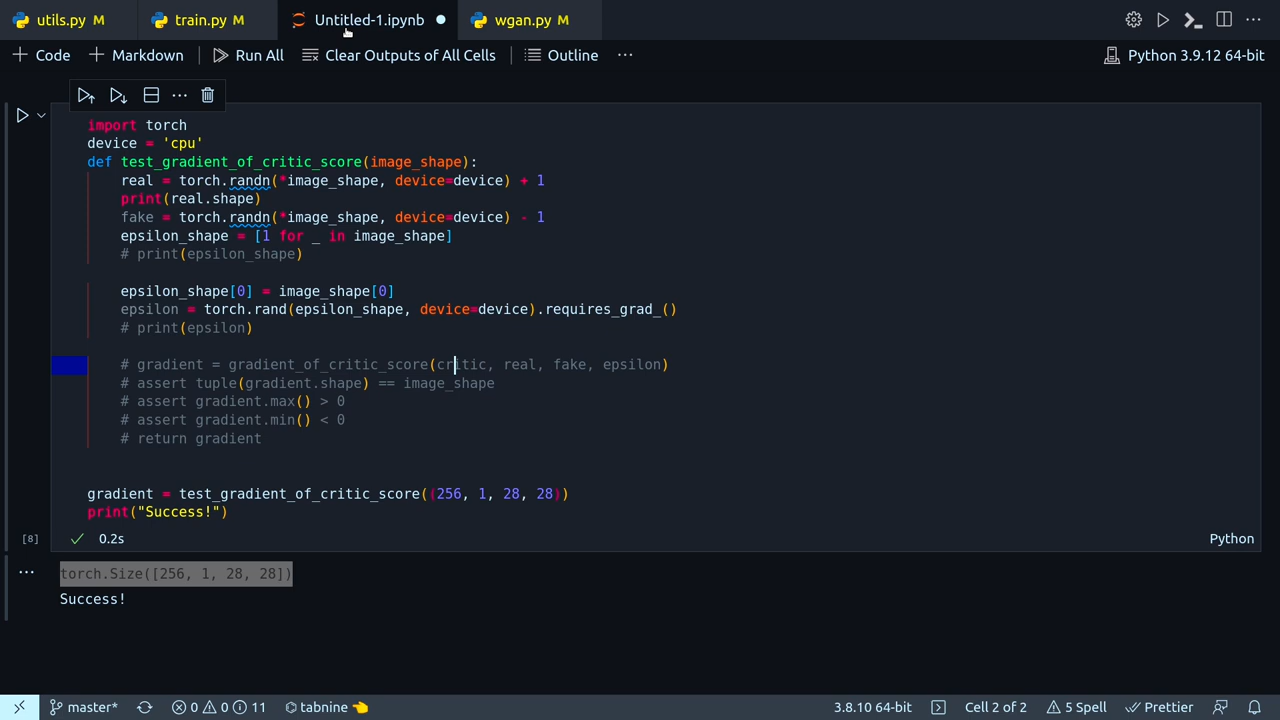 utils.py M train.py M Untitled-1.ipynb wgan.py M
Code Markdown Run All Clear Outputs of All Cells Outline ... Python 3.9.12 64-bit
import torch
device = 'cpu'
def test_gradient_of_critic_score(image_shape):
real = torch.randn(*image_shape, device=device) + 1
print(real.shape)
fake = torch.randn(*image_shape, device=device) - 1
epsilon_shape = [1 for _ in image_shape]
# print(epsilon_shape)
epsilon_shape[0] = image_shape[0]
epsilon = torch.rand(epsilon_shape, device=device).requires_grad_()
# print(epsilon)
# gradient = gradient_of_critic_score(critic, real, fake, epsilon)
# assert tuple(gradient.shape) == image_shape
# assert gradient.max() > 0
# assert gradient.min() < 0
# return gradient
gradient = test_gradient_of_critic_score((256, 1, 28, 28))
print("Success!")
[8] 0.2s Python
torch.Size([256, 1, 28, 28])
Success!
master* 0 0 11 tabnine 3.8.10 64-bit Cell 2 of 2 5 Spell Prettier